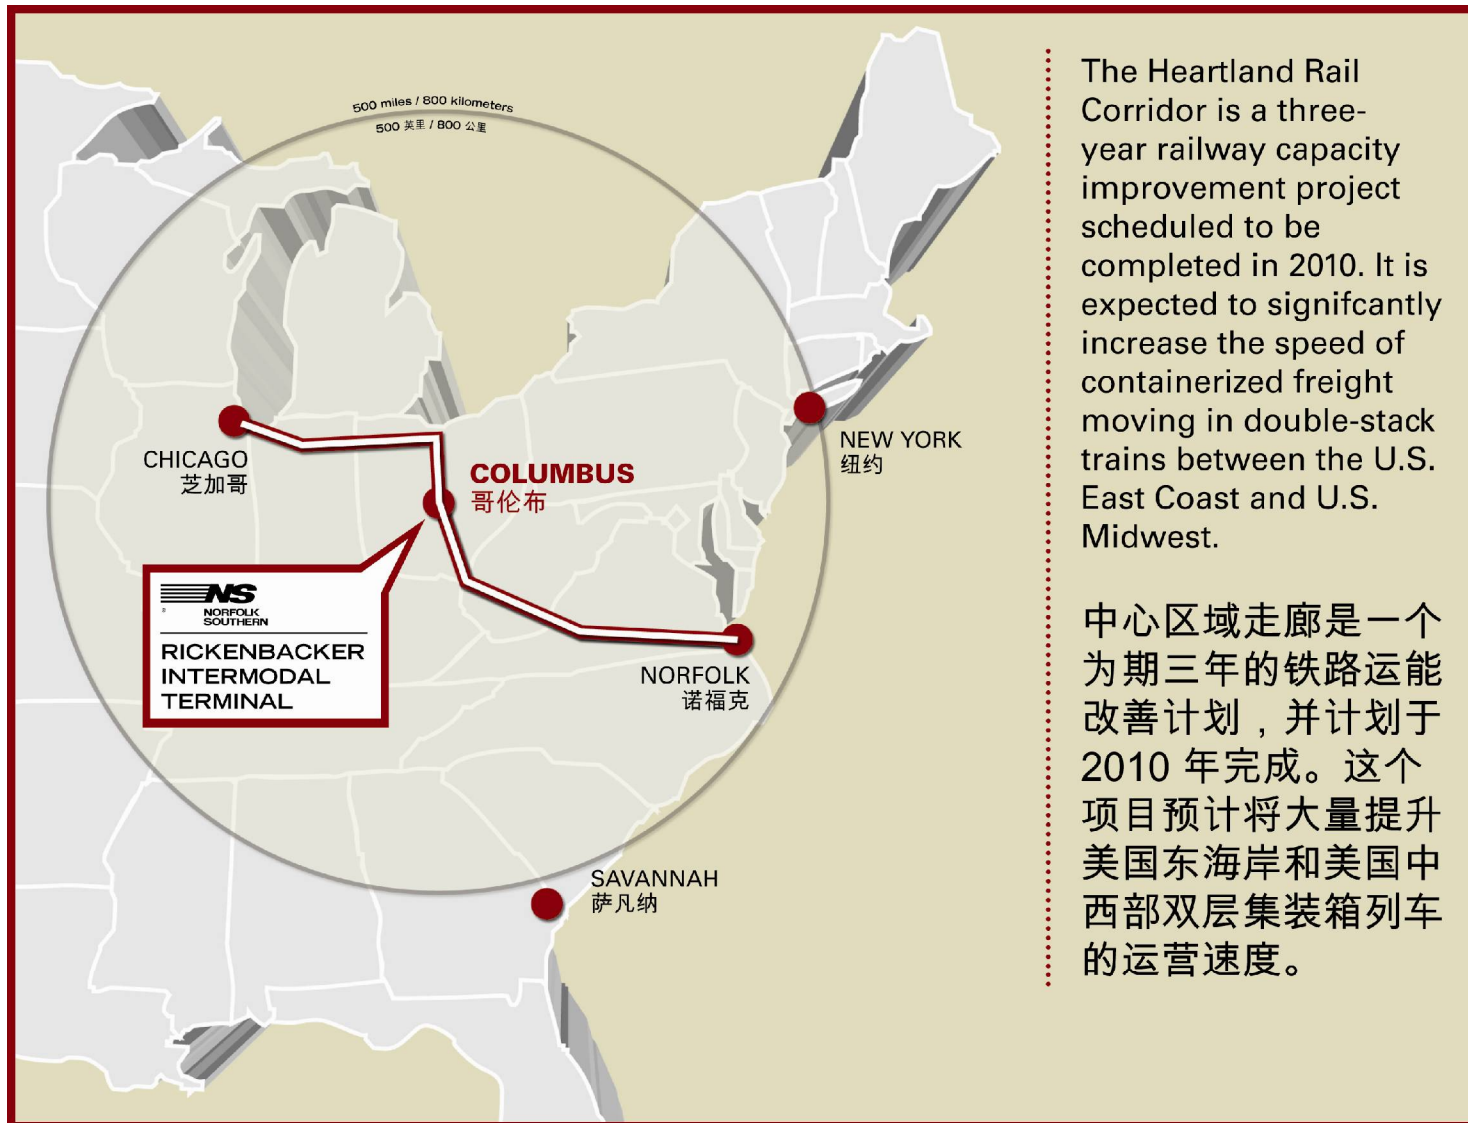 500 miles / 800 kilometers
500 英里 / 800 公里
CHICAGO
芝加哥
COLUMBUS
哥伦布
NEW YORK
纽约
NS
®
NORFOLK
SOUTHERN
RICKENBACKER
INTERMODAL
TERMINAL
NORFOLK
诺福克
SAVANNAH
萨凡纳
The Heartland Rail
Corridor is a three-
year railway capacity
improvement project
scheduled to be
completed in 2010. It is
expected to signifcantly
increase the speed of
containerized freight
moving in double-stack
trains between the U.S.
East Coast and U.S.
Midwest.
中心区域走廊是一个
为期三年的铁路运能
改善计划，并计划于
2010 年完成。这个
项目预计将大量提升
美国东海岸和美国中
西部双层集装箱列车
的运营速度。